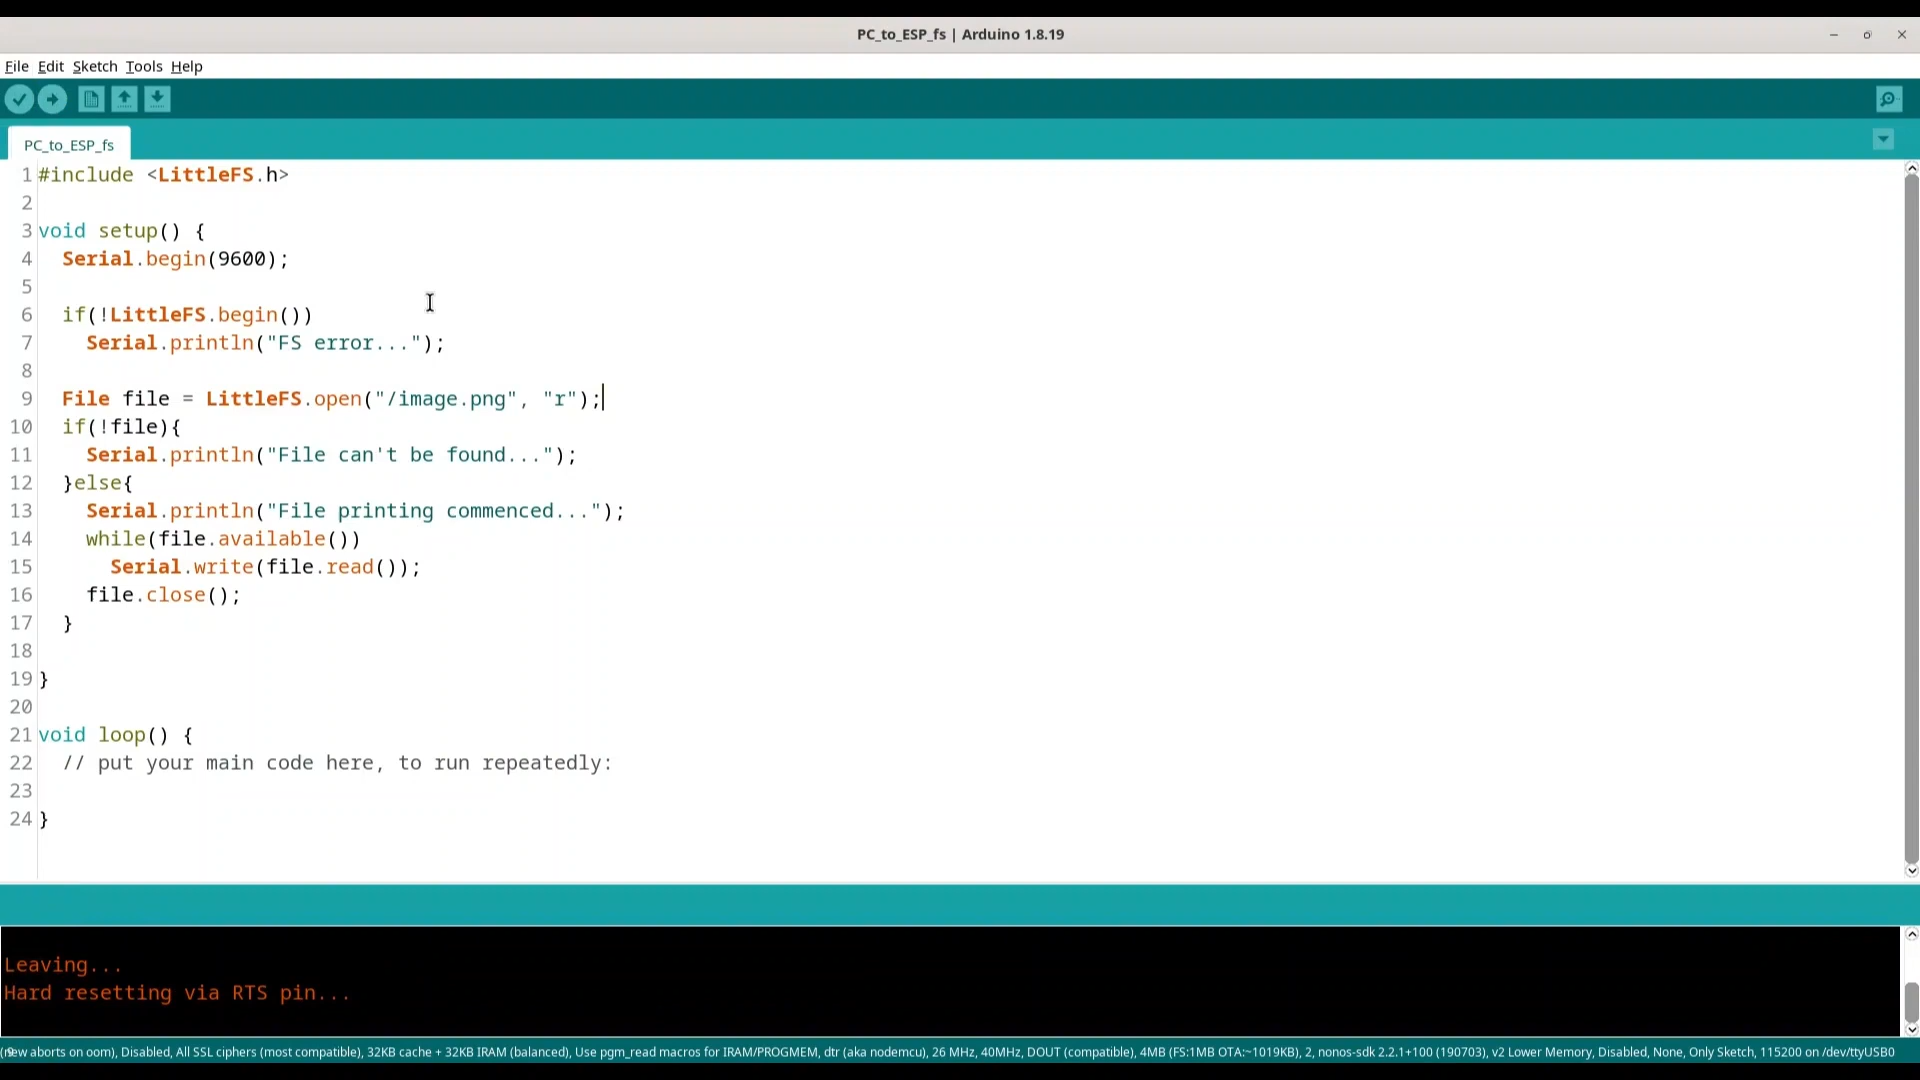 PC_to_ESP_fs | Arduino 1.8.19
File Edit Sketch Tools Help
PC_to_ESP_fs
1 #include <LittleFS.h>
2
3 void setup() {
4   Serial.begin(9600);
5
6   if(!LittleFS.begin())
7     Serial.println("FS error...");
8
9   File file = LittleFS.open("/image.png", "r");
10   if(!file){
11     Serial.println("File can't be found...");
12   }else{
13     Serial.println("File printing commenced...");
14     while(file.available())
15       Serial.write(file.read());
16     file.close();
17   }
18
19 }
20
21 void loop() {
22   // put your main code here, to run repeatedly:
23
24 }
Leaving...
Hard resetting via RTS pin...
aborts on oom), Disabled, All SSL ciphers (most compatible), 32KB cache + 32KB IRAM (balanced), Use pgm_read macros for IRAM/PROGMEM, dtr (aka nodemcu), 26 MHz, 40MHz, DOUT (compatible), 4MB (FS:1MB OTA:~1019KB), 2, nonos-sdk 2.2.1+100 (190703), v2 Lower Memory, Disabled, None, Only Sketch, 115200 on /dev/ttyUSB0